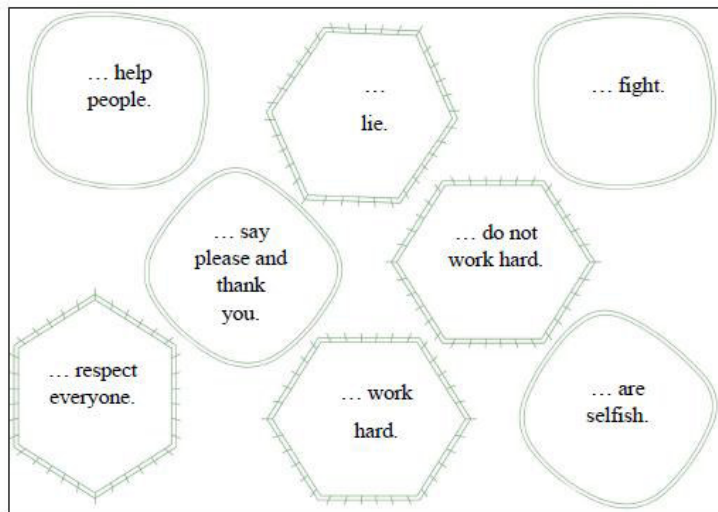 … help
people.
…
lie.
… fight.
… say
please and
thank
you.
… do not
work hard.
… respect
everyone.
… work
hard.
… are
selfish.